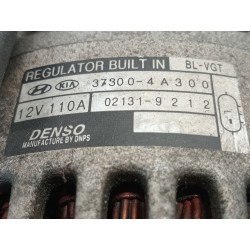 REGULATOR BUILT IN BL-VGT
KIA 37300-4A300
12V 110A 02131-9212
DENSO
MANUFACTURE BY DNPS